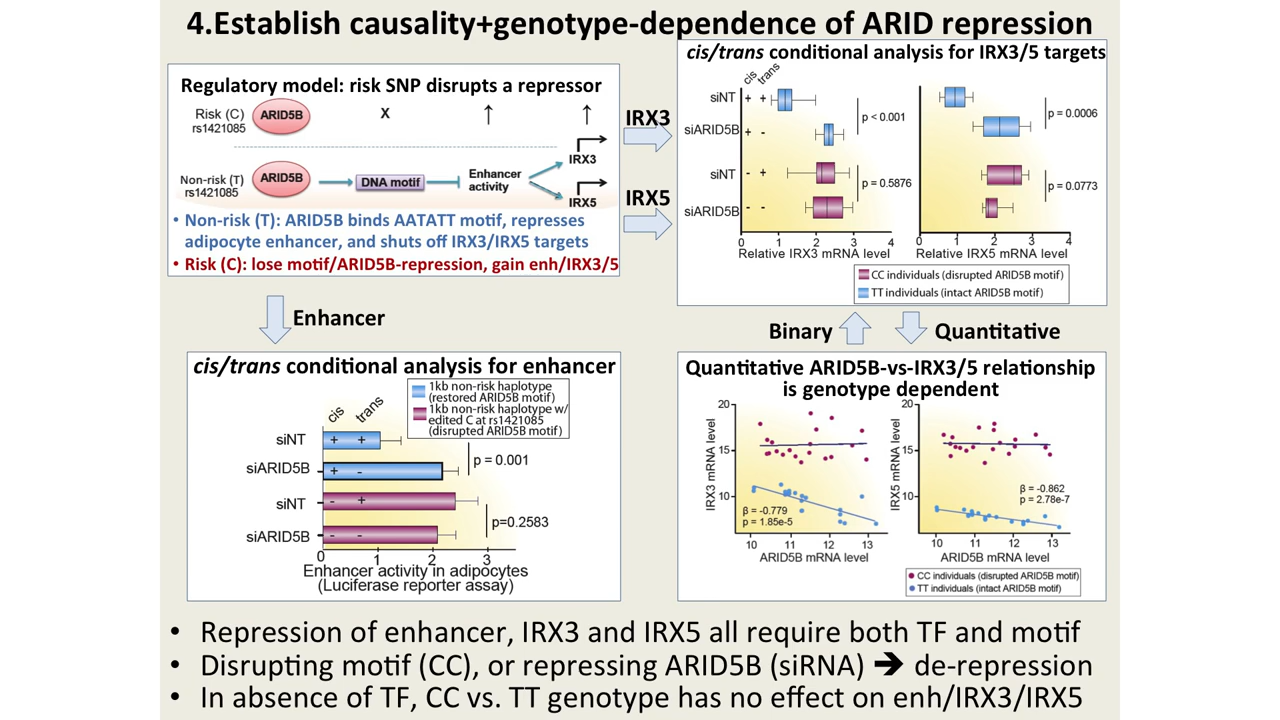 4.Establish causality+genotype-dependence of ARID repression
Regulatory model: risk SNP disrupts a repressor
Risk (C)
rs1421085
ARID5B
X
↑
↑
Non-risk (T)
rs1421085
ARID5B
DNA motif
Enhancer
activity
IRX3
IRX5
• Non-risk (T): ARID5B binds AATATT motif, represses
adipocyte enhancer, and shuts off IRX3/IRX5 targets
• Risk (C): lose motif/ARID5B-repression, gain enh/IRX3/5
IRX3
IRX5
cis/trans conditional analysis for IRX3/5 targets
cis trans
siNT + +
siARID5B + -
siNT - +
siARID5B - -
p < 0.001
p = 0.5876
0 1 2 3 4
Relative IRX3 mRNA level
p = 0.0006
p = 0.0773
0 1 2 3 4
Relative IRX5 mRNA level
CC individuals (disrupted ARID5B motif)
TT individuals (intact ARID5B motif)
Enhancer
Binary
Quantitative
cis/trans conditional analysis for enhancer
1kb non-risk haplotype
(restored ARID5B motif)
1kb non-risk haplotype w/
edited C at rs1421085
(disrupted ARID5B motif)
cis trans
siNT + +
siARID5B + -
siNT - +
siARID5B - -
p = 0.001
p=0.2583
0 1 2 3
Enhancer activity in adipocytes
(Luciferase reporter assay)
Quantitative ARID5B-vs-IRX3/5 relationship
is genotype dependent
IRX3 mRNA level
20
15
10
β = -0.779
p = 1.85e-5
10 11 12 13
ARID5B mRNA level
IRX5 mRNA level
20
15
10
β = -0.862
p = 2.78e-7
10 11 12 13
ARID5B mRNA level
CC individuals (disrupted ARID5B motif)
TT individuals (intact ARID5B motif)
• Repression of enhancer, IRX3 and IRX5 all require both TF and motif
• Disrupting motif (CC), or repressing ARID5B (siRNA) ➔ de-repression
• In absence of TF, CC vs. TT genotype has no effect on enh/IRX3/IRX5